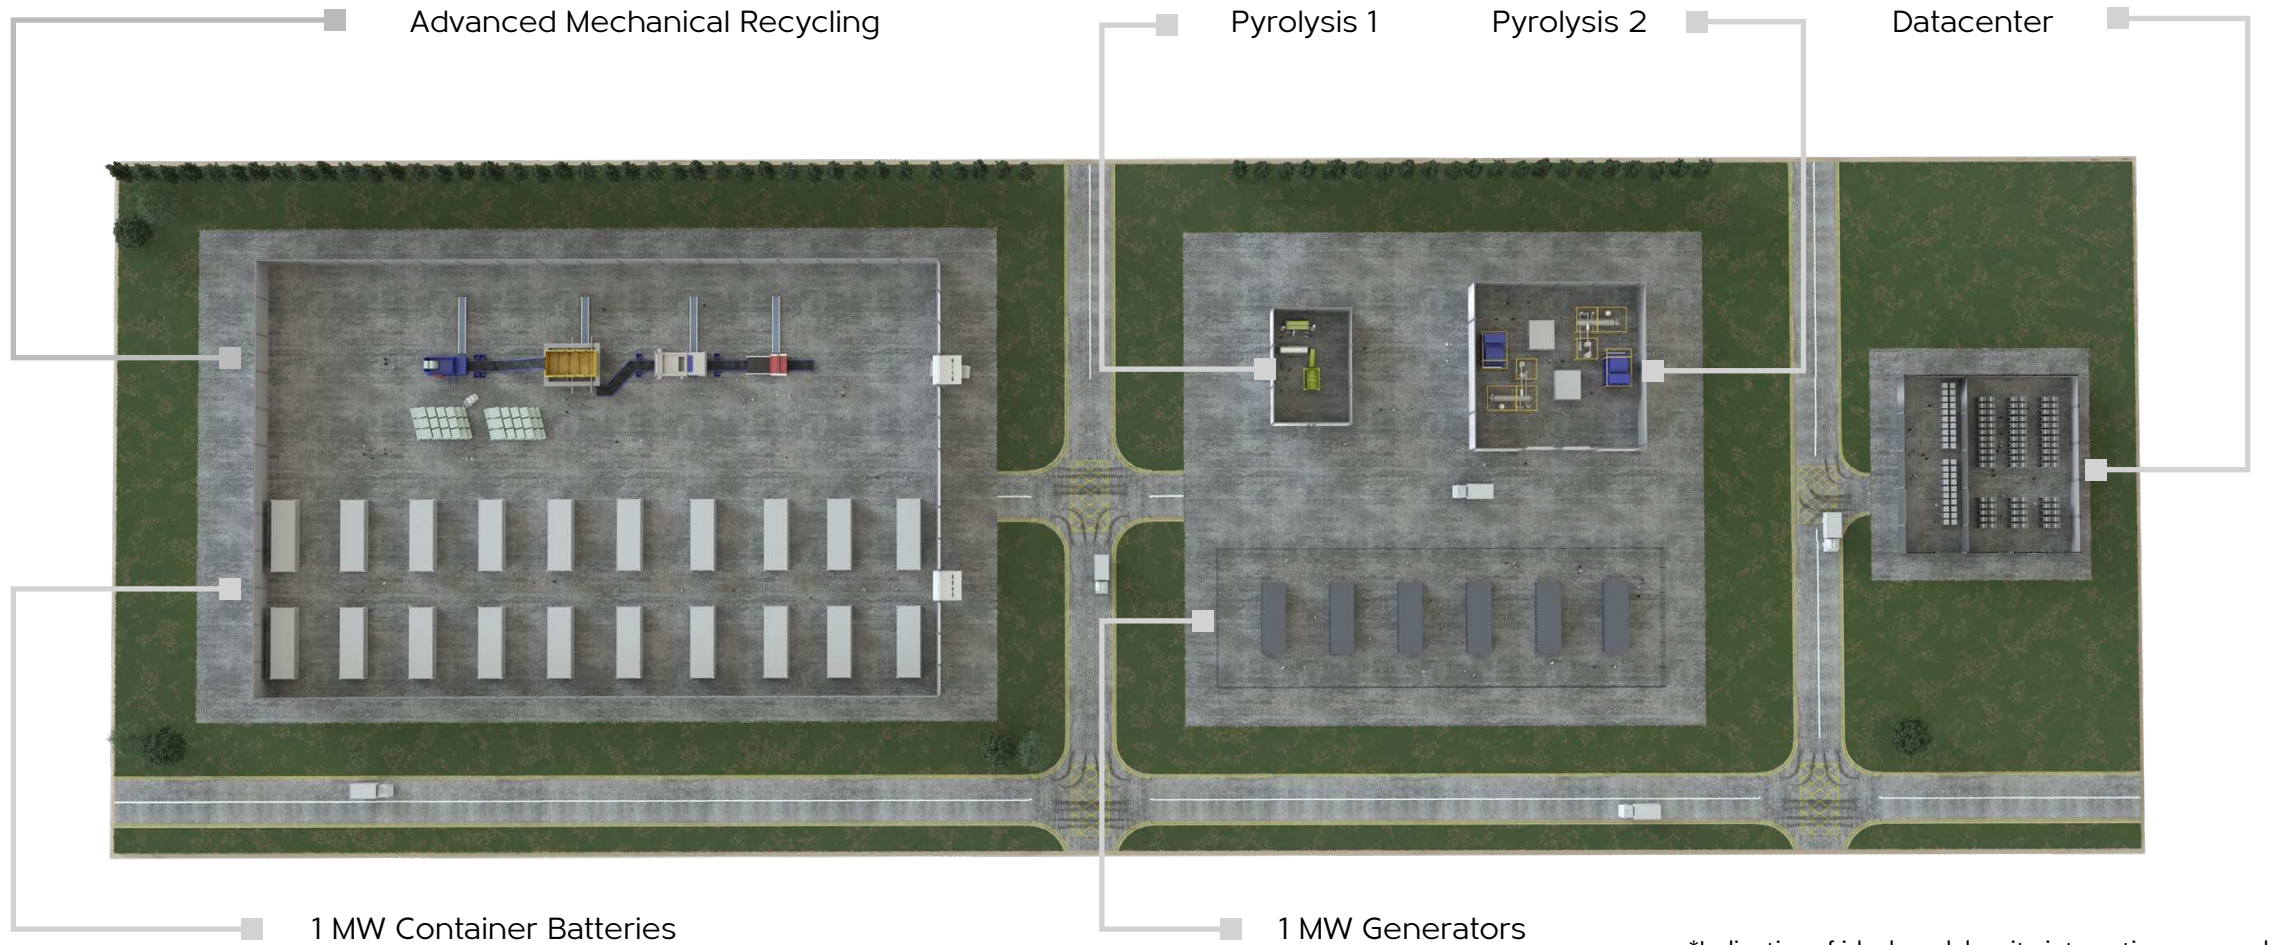 Advanced Mechanical Recycling
Pyrolysis 1
Pyrolysis 2
Datacenter
1 MW Container Batteries
1 MW Generators